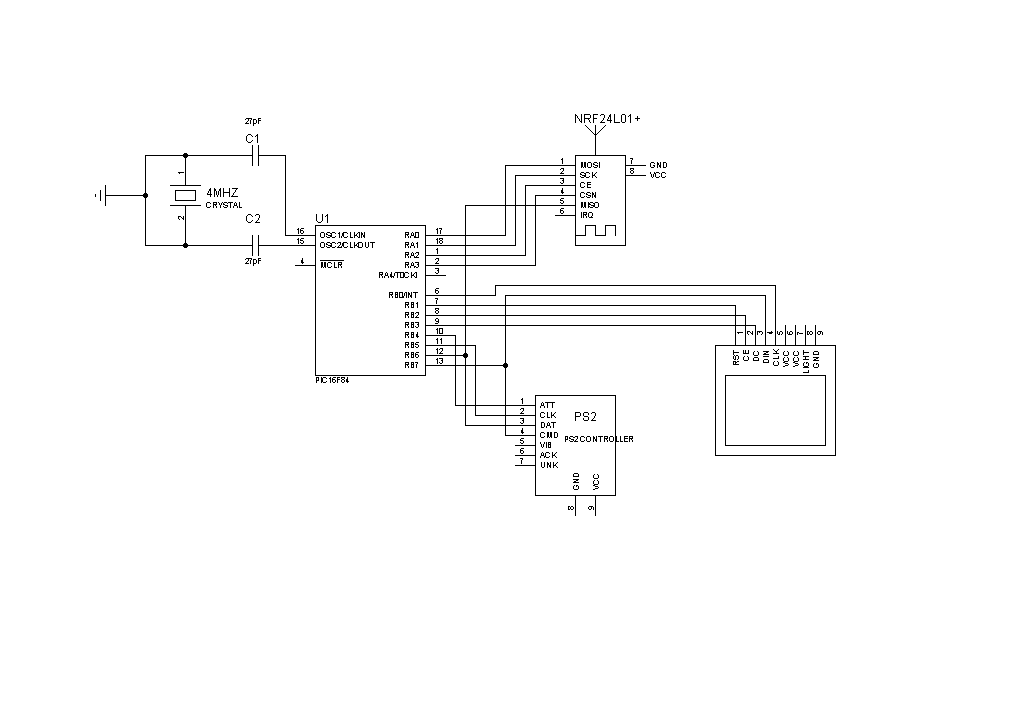 27pF
C1
1
4MHZ
CRYSTAL
2
C2
27pF
U1
16 OSC1/CLKIN
15 OSC2/CLKOUT
4 MCLR
RA0 17
RA1 18
RA2 1
RA3 2
RA4/T0CKI 3
RB0/INT 6
RB1 7
RB2 8
RB3 9
RB4 10
RB5 11
RB6 12
RB7 13
PIC16F84
NRF24L01+
1 MOSI
2 SCK
3 CE
4 CSN
5 MISO
6 IRQ
7 GND
8 VCC
RST 1
CE 2
DC 3
DIN 4
CLK 5
VCC 6
VCC 7
LIGHT 8
GND 9
1 ATT
2 CLK
3 DAT
4 CMD
5 VIB
6 ACK
7 UNK
PS2
PS2CONTROLLER
GND 8
VCC 9